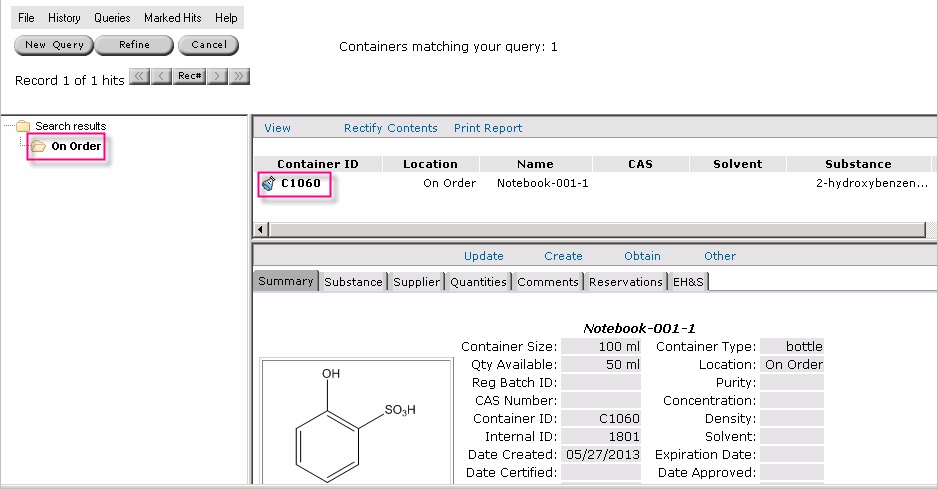 File History Queries Marked Hits Help
New Query Refine Cancel
Containers matching your query: 1
Record 1 of 1 hits Rec#
Search results
On Order
View Rectify Contents Print Report
Container ID Location Name CAS Solvent Substance
C1060 On Order Notebook-001-1 2-hydroxybenzen...
Update Create Obtain Other
Summary Substance Supplier Quantities Comments Reservations EH&S
Notebook-001-1
Container Size: 100 ml Container Type: bottle
Qty Available: 50 ml Location: On Order
Reg Batch ID: Purity:
CAS Number: Concentration:
Container ID: C1060 Density:
Internal ID: 1801 Solvent:
Date Created: 05/27/2013 Expiration Date:
Date Certified: Date Approved:
OH
SO₃H